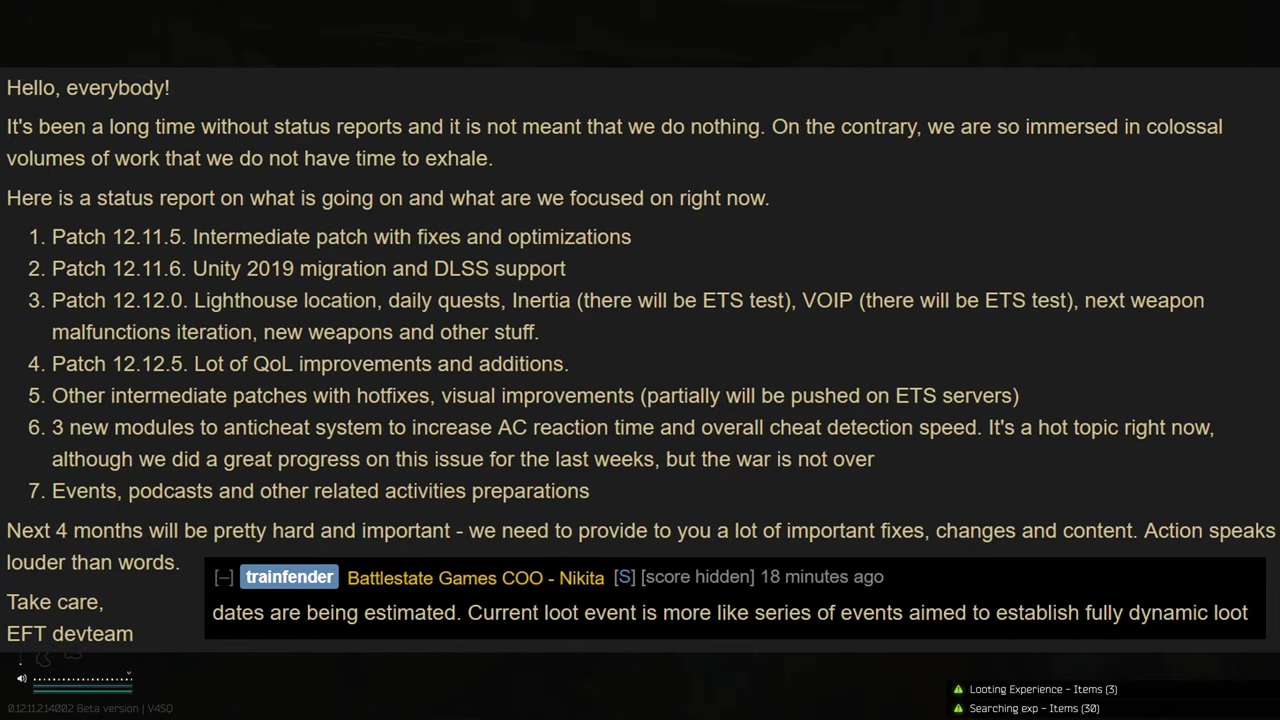 Hello, everybody!
It's been a long time without status reports and it is not meant that we do nothing. On the contrary, we are so immersed in colossal
volumes of work that we do not have time to exhale.
Here is a status report on what is going on and what are we focused on right now.
1. Patch 12.11.5. Intermediate patch with fixes and optimizations
2. Patch 12.11.6. Unity 2019 migration and DLSS support
3. Patch 12.12.0. Lighthouse location, daily quests, Inertia (there will be ETS test), VOIP (there will be ETS test), next weapon
malfunctions iteration, new weapons and other stuff.
4. Patch 12.12.5. Lot of QoL improvements and additions.
5. Other intermediate patches with hotfixes, visual improvements (partially will be pushed on ETS servers)
6. 3 new modules to anticheat system to increase AC reaction time and overall cheat detection speed. It's a hot topic right now,
although we did a great progress on this issue for the last weeks, but the war is not over
7. Events, podcasts and other related activities preparations
Next 4 months will be pretty hard and important - we need to provide to you a lot of important fixes, changes and content. Action speaks
louder than words.
[–] trainfender Battlestate Games COO - Nikita [S] [score hidden] 18 minutes ago
dates are being estimated. Current loot event is more like series of events aimed to establish fully dynamic loot
Take care,
EFT devteam
0.12.11.2.14002 Beta version | V4SQ
Looting Experience – Items (3)
Searching exp – Items (30)